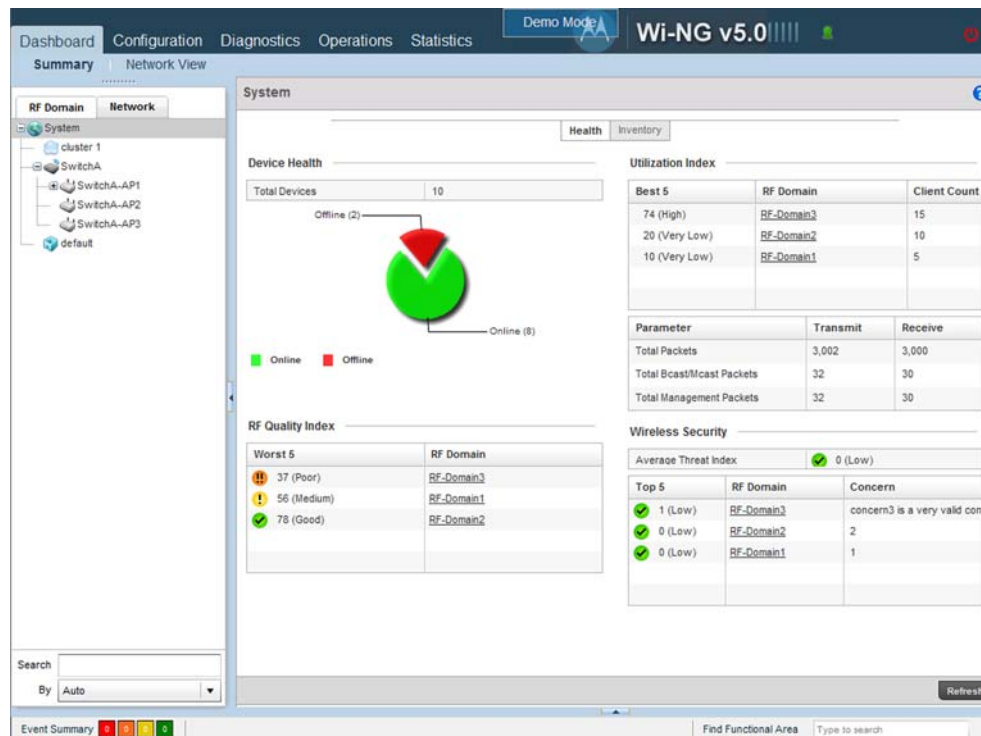 Demo Mode
Wi-NG v5.0
Dashboard Configuration Diagnostics Operations Statistics
Summary Network View
RF Domain Network
System
cluster 1
SwitchA
SwitchA-AP1
SwitchA-AP2
SwitchA-AP3
default
Search
By Auto
System
Health Inventory
Device Health
Total Devices 10
Offline (2)
Online (8)
Online Offline
RF Quality Index
Worst 5 RF Domain
37 (Poor) RF-Domain3
56 (Medium) RF-Domain1
78 (Good) RF-Domain2
Utilization Index
Best 5 RF Domain Client Count
74 (High) RF-Domain3 15
20 (Very Low) RF-Domain2 10
10 (Very Low) RF-Domain1 5
Parameter Transmit Receive
Total Packets 3,002 3,000
Total Bcast/Mcast Packets 32 30
Total Management Packets 32 30
Wireless Security
Average Threat Index 0 (Low)
Top 5 RF Domain Concern
1 (Low) RF-Domain3 concern3 is a very valid con
0 (Low) RF-Domain2 2
0 (Low) RF-Domain1 1
Refresh
Event Summary 0 0 0 0
Find Functional Area Type to search